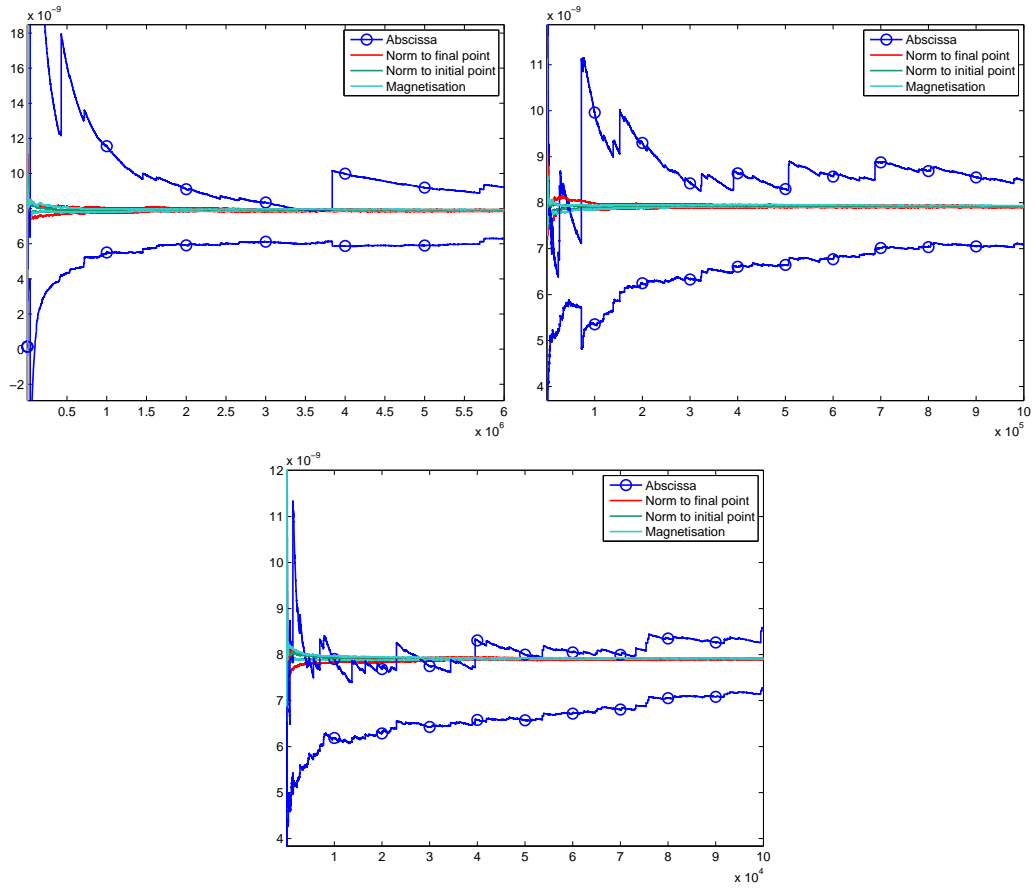 x 10⁻⁹
18
16
14
12
10
8
6
4
2
0
−2
0.5 1 1.5 2 2.5 3 3.5 4 4.5 5 5.5 6
x 10⁶
Abscissa
Norm to final point
Norm to initial point
Magnetisation
x 10⁻⁹
11
10
9
8
7
6
5
4
1 2 3 4 5 6 7 8 9 10
x 10⁵
Abscissa
Norm to final point
Norm to initial point
Magnetisation
x 10⁻⁹
12
11
10
9
8
7
6
5
4
1 2 3 4 5 6 7 8 9 10
x 10⁴
Abscissa
Norm to final point
Norm to initial point
Magnetisation